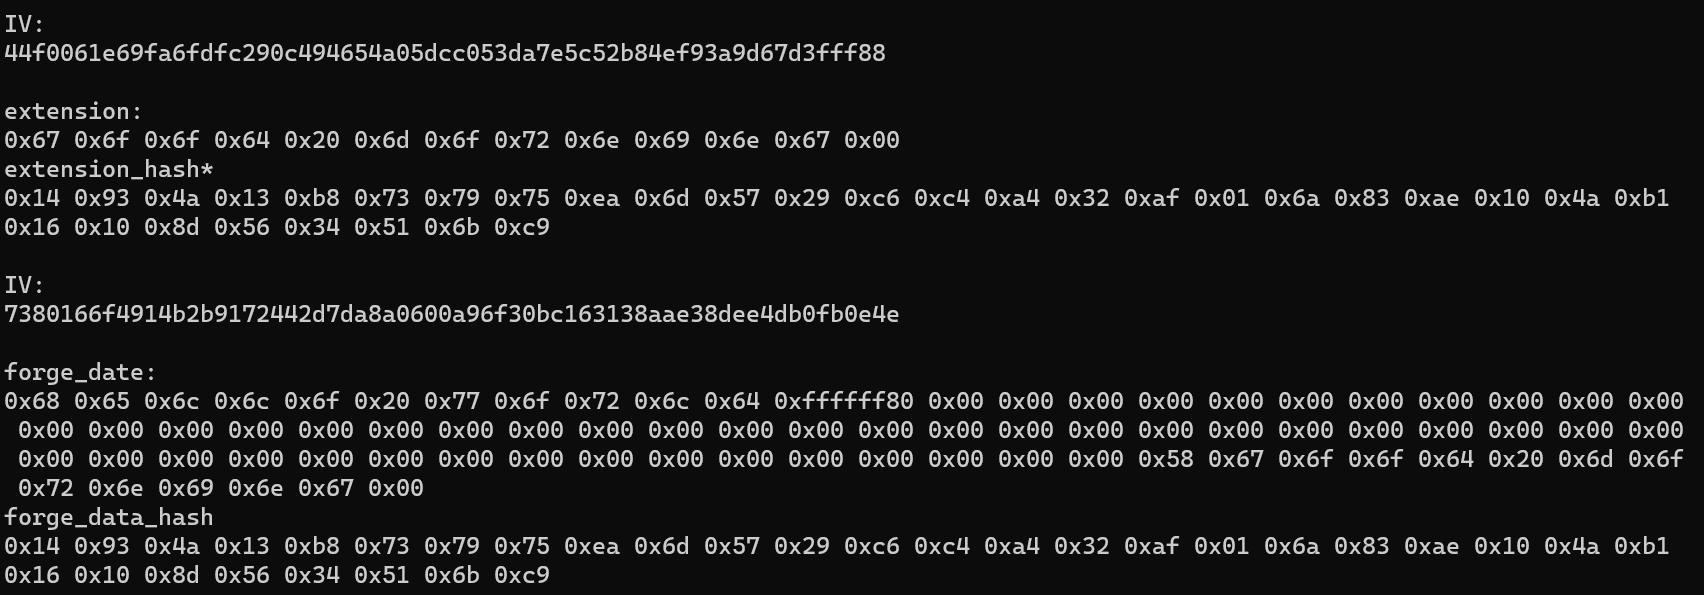 IV:
44f0061e69fa6fdfc290c494654a05dcc053da7e5c52b84ef93a9d67d3fff88
extension:
0x67 0x6f 0x6f 0x64 0x20 0x6d 0x6f 0x72 0x6e 0x69 0x6e 0x67 0x00
extension_hash*
0x14 0x93 0x4a 0x13 0xb8 0x73 0x79 0x75 0xea 0x6d 0x57 0x29 0xc6 0xc4 0xa4 0x32 0xaf 0x01 0x6a 0x83 0xae 0x10 0x4a 0xb1
0x16 0x10 0x8d 0x56 0x34 0x51 0x6b 0xc9
IV:
7380166f4914b2b9172442d7da8a0600a96f30bc163138aae38dee4db0fb0e4e
forge_date:
0x68 0x65 0x6c 0x6c 0x6f 0x20 0x77 0x6f 0x72 0x6c 0x64 0xffffff80 0x00 0x00 0x00 0x00 0x00 0x00 0x00 0x00 0x00 0x00 0x00
0x00 0x00 0x00 0x00 0x00 0x00 0x00 0x00 0x00 0x00 0x00 0x00 0x00 0x00 0x00 0x00 0x00 0x00 0x00 0x00 0x00 0x00 0x00 0x00
0x00 0x00 0x00 0x00 0x00 0x00 0x00 0x00 0x00 0x00 0x00 0x00 0x00 0x00 0x00 0x00 0x58 0x67 0x6f 0x6f 0x64 0x20 0x6d 0x6f
0x72 0x6e 0x69 0x6e 0x67 0x00
forge_data_hash
0x14 0x93 0x4a 0x13 0xb8 0x73 0x79 0x75 0xea 0x6d 0x57 0x29 0xc6 0xc4 0xa4 0x32 0xaf 0x01 0x6a 0x83 0xae 0x10 0x4a 0xb1
0x16 0x10 0x8d 0x56 0x34 0x51 0x6b 0xc9